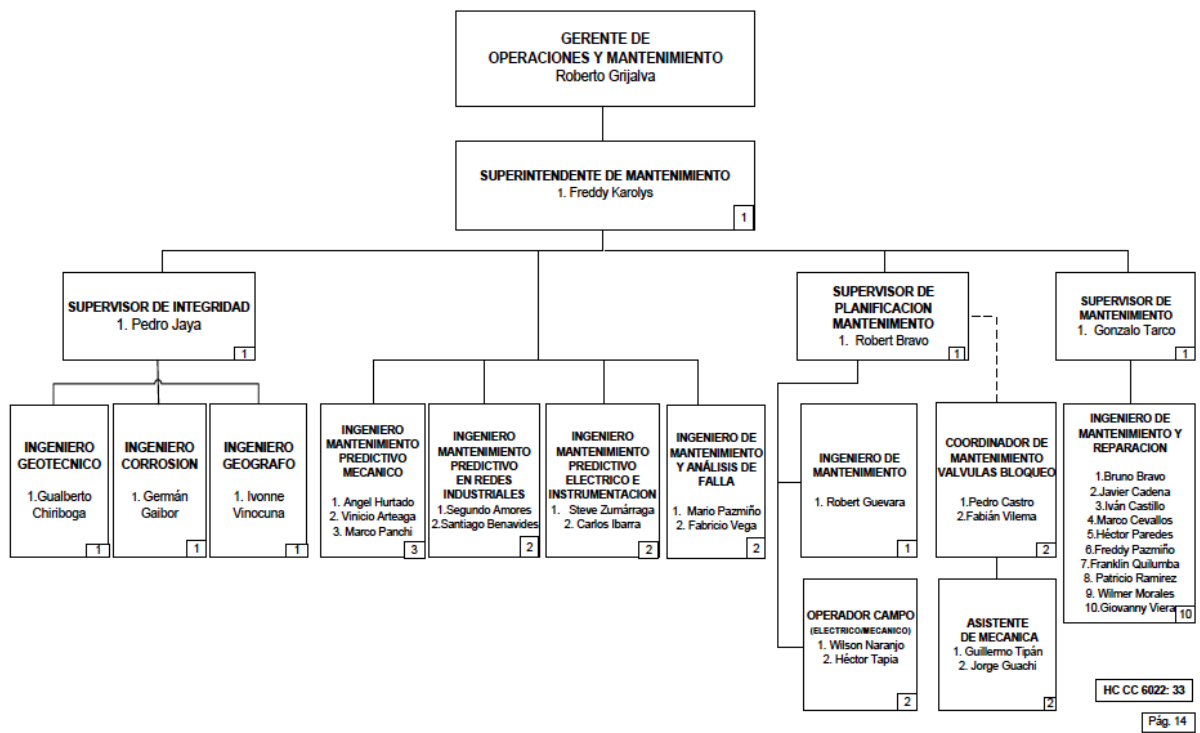 GERENTE DE
OPERACIONES Y MANTENIMIENTO
Roberto Grijalva
SUPERINTENDENTE DE MANTENIMIENTO
1. Freddy Karolys
1
SUPERVISOR DE INTEGRIDAD
1. Pedro Jaya
1
SUPERVISOR DE
PLANIFICACION
MANTENIMENTO
1. Robert Bravo
1
SUPERVISOR DE
MANTENIMIENTO
1. Gonzalo Tarco
1
INGENIERO
GEOTECNICO
1.Gualberto
Chiriboga
1
INGENIERO
CORROSION
1. Germán
Gaibor
1
INGENIERO
GEOGRAFO
1. Ivonne
Vinocuna
1
INGENIERO
MANTENIMIENTO
PREDICTIVO
MECANICO
1. Angel Hurtado
2. Vinicio Arteaga
3. Marco Panchi
3
INGENIERO
MANTENIMIENTO
PREDICTIVO
EN REDES
INDUSTRIALES
1.Segundo Amores
2.Santiago Benavides
2
INGENIERO
MANTENIMIENTO
PREDICTIVO
ELECTRICO E
INSTRUMENTACION
1. Steve Zumárraga
2. Carlos Ibarra
2
INGENIERO DE
MANTENIMIENTO
Y ANÁLISIS DE
FALLA
1. Mario Pazmiño
2. Fabricio Vega
2
INGENIERO DE
MANTENIMIENTO
1. Robert Guevara
1
COORDINADOR DE
MANTENIMIENTO
VALVULAS BLOQUEO
1.Pedro Castro
2.Fabián Vilema
2
INGENIERO DE
MANTENIMIENTO Y
REPARACION
1.Bruno Bravo
2.Javier Cadena
3.Iván Castillo
4.Marco Cevallos
5.Héctor Paredes
6.Freddy Pazmiño
7.Franklin Quilumba
8. Patricio Ramirez
9. Wilmer Morales
10.Giovanny Viera
10
OPERADOR CAMPO
(ELECTRICO/MECANICO)
1. Wilson Naranjo
2. Héctor Tapia
2
ASISTENTE
DE MECANICA
1. Guillermo Tipán
2. Jorge Guachi
2
HC CC 6022: 33
Pág. 14